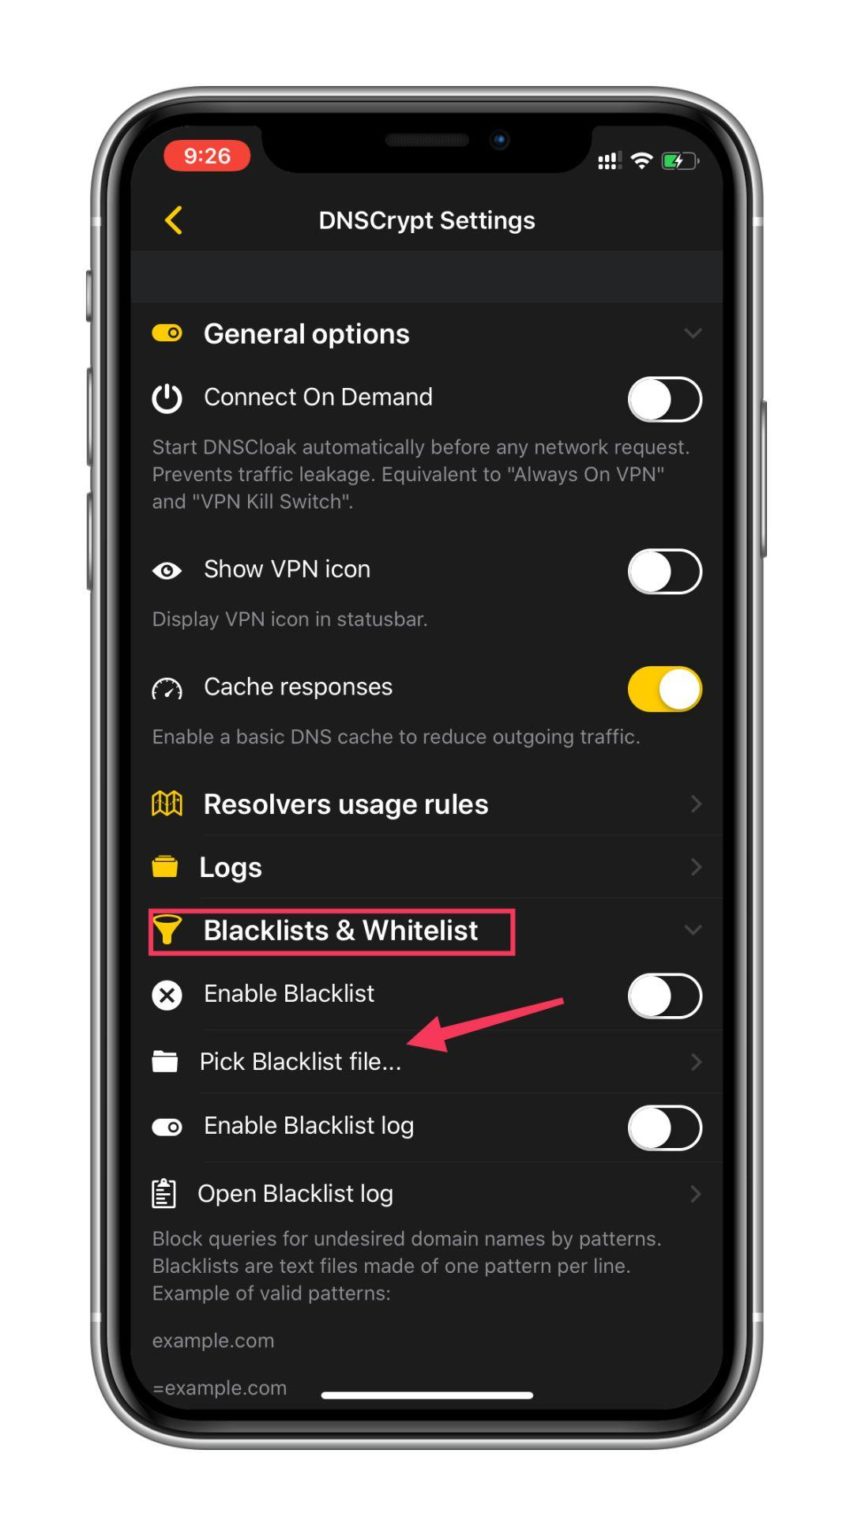 9:26
DNSCrypt Settings
General options
Connect On Demand
Start DNSCloak automatically before any network request.
Prevents traffic leakage. Equivalent to "Always On VPN"
and "VPN Kill Switch".
Show VPN icon
Display VPN icon in statusbar.
Cache responses
Enable a basic DNS cache to reduce outgoing traffic.
Resolvers usage rules
Logs
Blacklists & Whitelist
Enable Blacklist
Pick Blacklist file...
Enable Blacklist log
Open Blacklist log
Block queries for undesired domain names by patterns.
Blacklists are text files made of one pattern per line.
Example of valid patterns:
example.com
=example.com